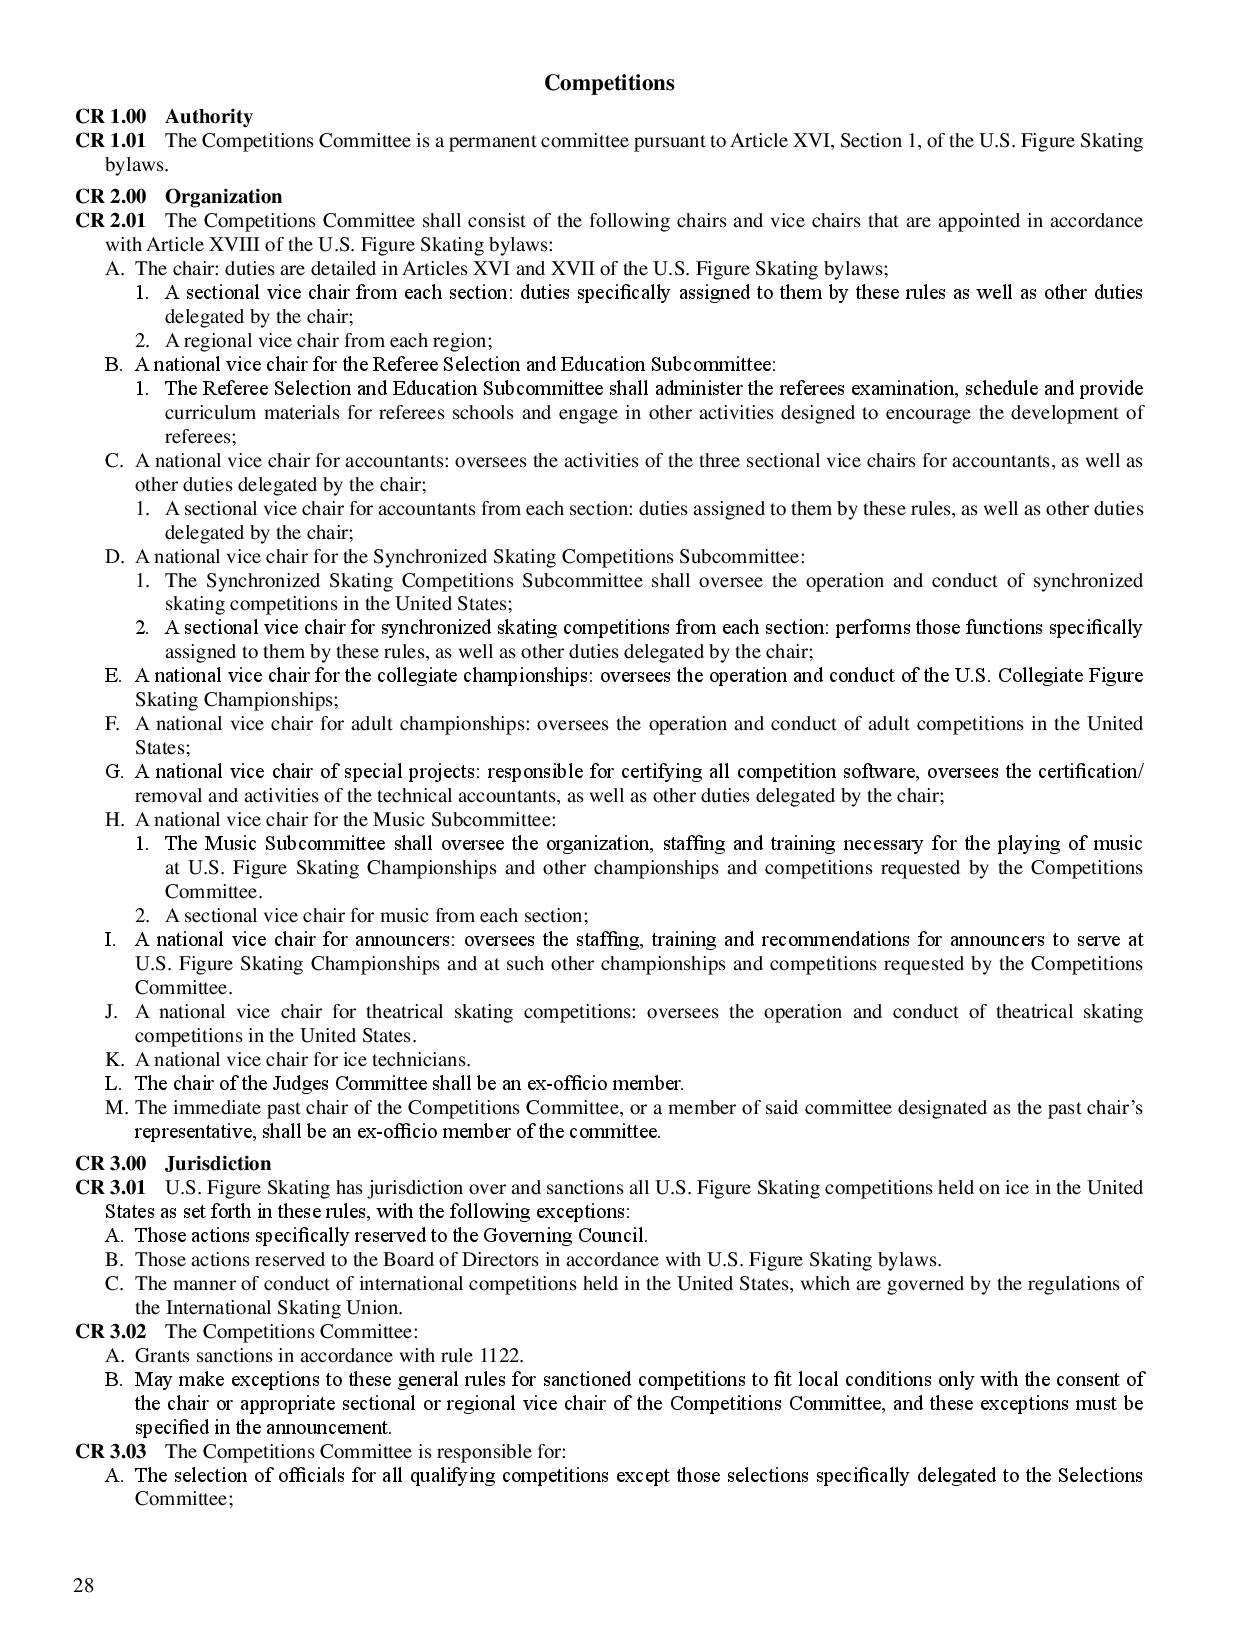 Competitions
CR 1.00 Authority
CR 1.01 The Competitions Committee is a permanent committee pursuant to Article XVI, Section 1, of the U.S. Figure Skating
bylaws.
CR 2.00 Organization
CR 2.01 The Competitions Committee shall consist of the following chairs and vice chairs that are appointed in accordance
with Article XVIII of the U.S. Figure Skating bylaws:
A. The chair: duties are detailed in Articles XVI and XVII of the U.S. Figure Skating bylaws;
1. A sectional vice chair from each section: duties specifically assigned to them by these rules as well as other duties
delegated by the chair;
2. A regional vice chair from each region;
B. A national vice chair for the Referee Selection and Education Subcommittee:
1. The Referee Selection and Education Subcommittee shall administer the referees examination, schedule and provide
curriculum materials for referees schools and engage in other activities designed to encourage the development of
referees;
C. A national vice chair for accountants: oversees the activities of the three sectional vice chairs for accountants, as well as
other duties delegated by the chair;
1. A sectional vice chair for accountants from each section: duties assigned to them by these rules, as well as other duties
delegated by the chair;
D. A national vice chair for the Synchronized Skating Competitions Subcommittee:
1. The Synchronized Skating Competitions Subcommittee shall oversee the operation and conduct of synchronized
skating competitions in the United States;
2. A sectional vice chair for synchronized skating competitions from each section: performs those functions specifically
assigned to them by these rules, as well as other duties delegated by the chair;
E. A national vice chair for the collegiate championships: oversees the operation and conduct of the U.S. Collegiate Figure
Skating Championships;
F. A national vice chair for adult championships: oversees the operation and conduct of adult competitions in the United
States;
G. A national vice chair of special projects: responsible for certifying all competition software, oversees the certification/
removal and activities of the technical accountants, as well as other duties delegated by the chair;
H. A national vice chair for the Music Subcommittee:
1. The Music Subcommittee shall oversee the organization, staffing and training necessary for the playing of music
at U.S. Figure Skating Championships and other championships and competitions requested by the Competitions
Committee.
2. A sectional vice chair for music from each section;
I. A national vice chair for announcers: oversees the staffing, training and recommendations for announcers to serve at
U.S. Figure Skating Championships and at such other championships and competitions requested by the Competitions
Committee.
J. A national vice chair for theatrical skating competitions: oversees the operation and conduct of theatrical skating
competitions in the United States.
K. A national vice chair for ice technicians.
L. The chair of the Judges Committee shall be an ex-officio member.
M. The immediate past chair of the Competitions Committee, or a member of said committee designated as the past chair's
representative, shall be an ex-officio member of the committee.
CR 3.00 Jurisdiction
CR 3.01 U.S. Figure Skating has jurisdiction over and sanctions all U.S. Figure Skating competitions held on ice in the United
States as set forth in these rules, with the following exceptions:
A. Those actions specifically reserved to the Governing Council.
B. Those actions reserved to the Board of Directors in accordance with U.S. Figure Skating bylaws.
C. The manner of conduct of international competitions held in the United States, which are governed by the regulations of
the International Skating Union.
CR 3.02 The Competitions Committee:
A. Grants sanctions in accordance with rule 1122.
B. May make exceptions to these general rules for sanctioned competitions to fit local conditions only with the consent of
the chair or appropriate sectional or regional vice chair of the Competitions Committee, and these exceptions must be
specified in the announcement.
CR 3.03 The Competitions Committee is responsible for:
A. The selection of officials for all qualifying competitions except those selections specifically delegated to the Selections
Committee;
28